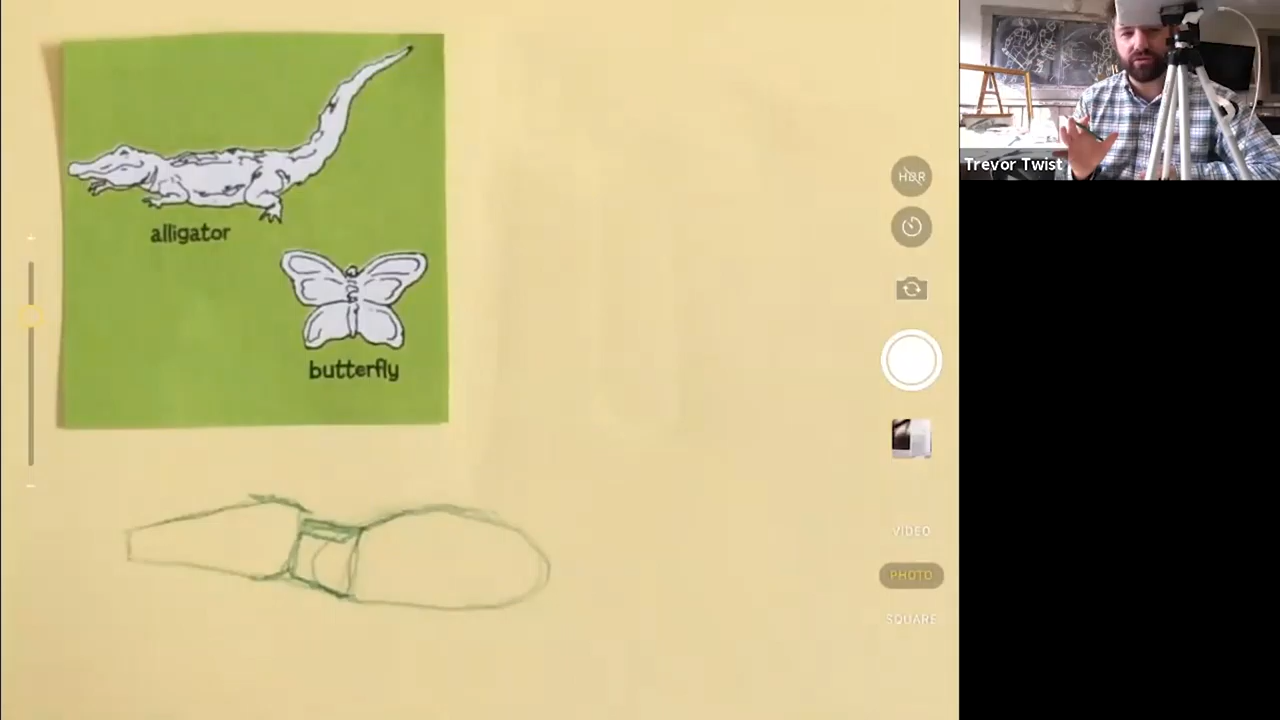 alligator
butterfly
HDR
Trevor Twist
VIDEO
PHOTO
SQUARE